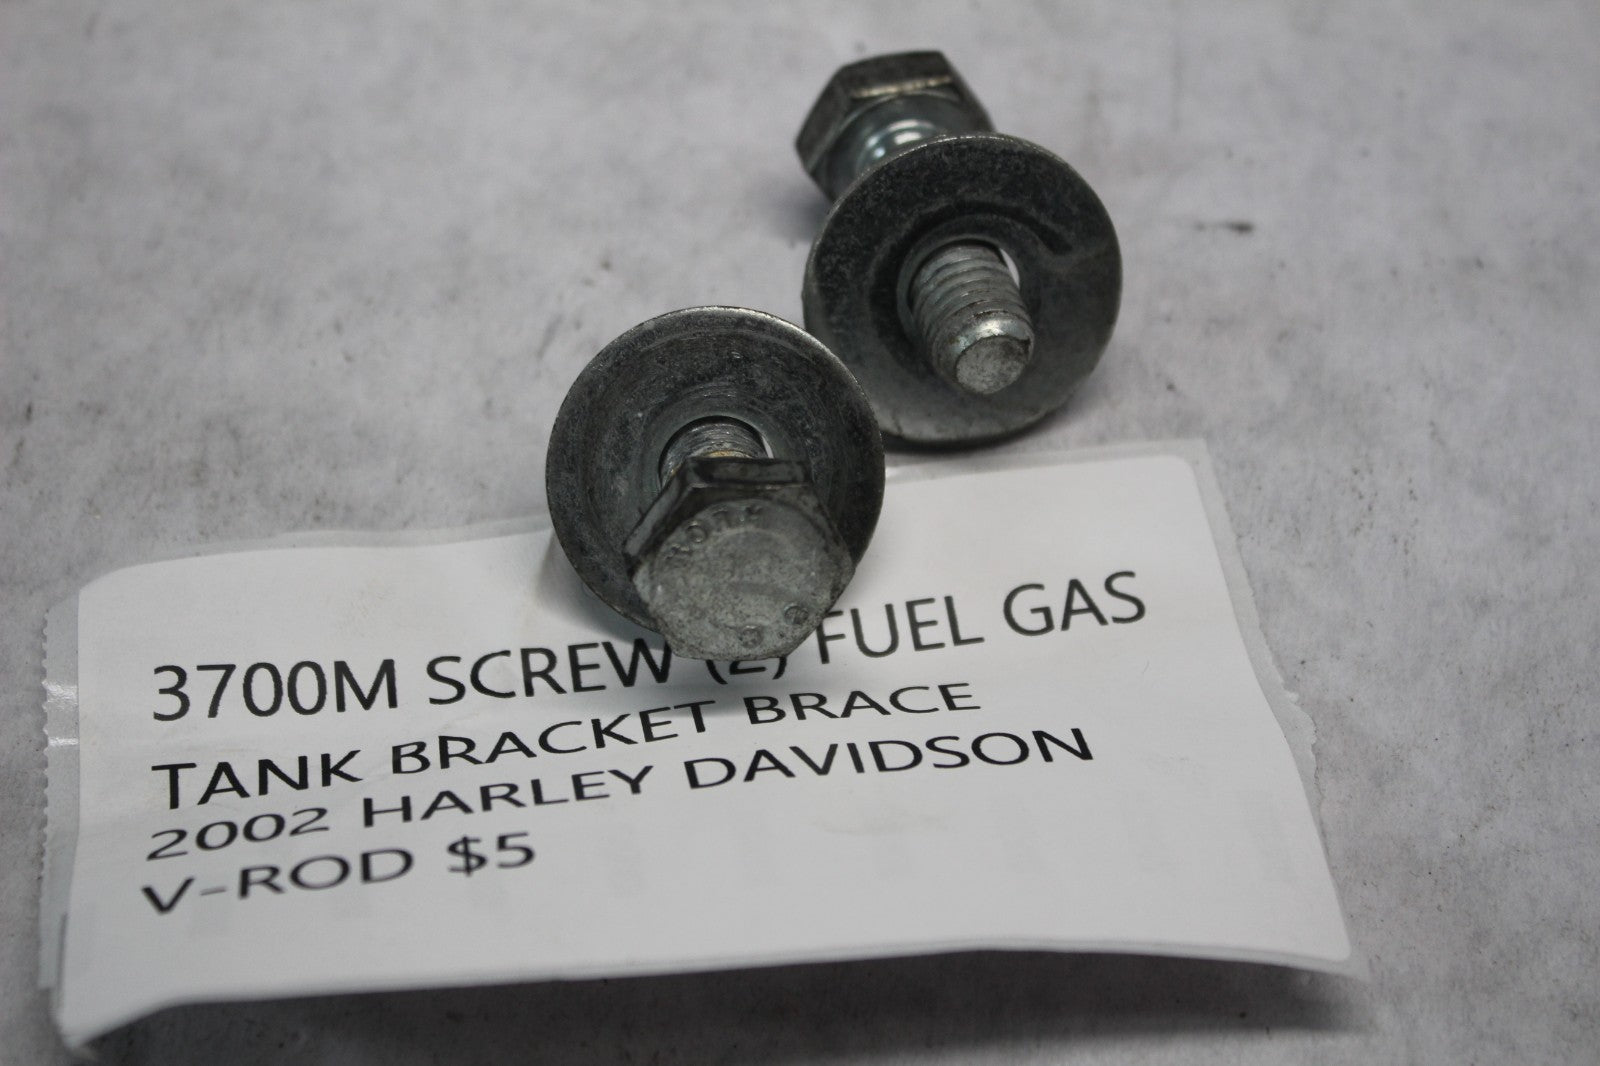 3700M SCREW (2) FUEL GAS
TANK BRACKET BRACE
2002 HARLEY DAVIDSON
V-ROD $5